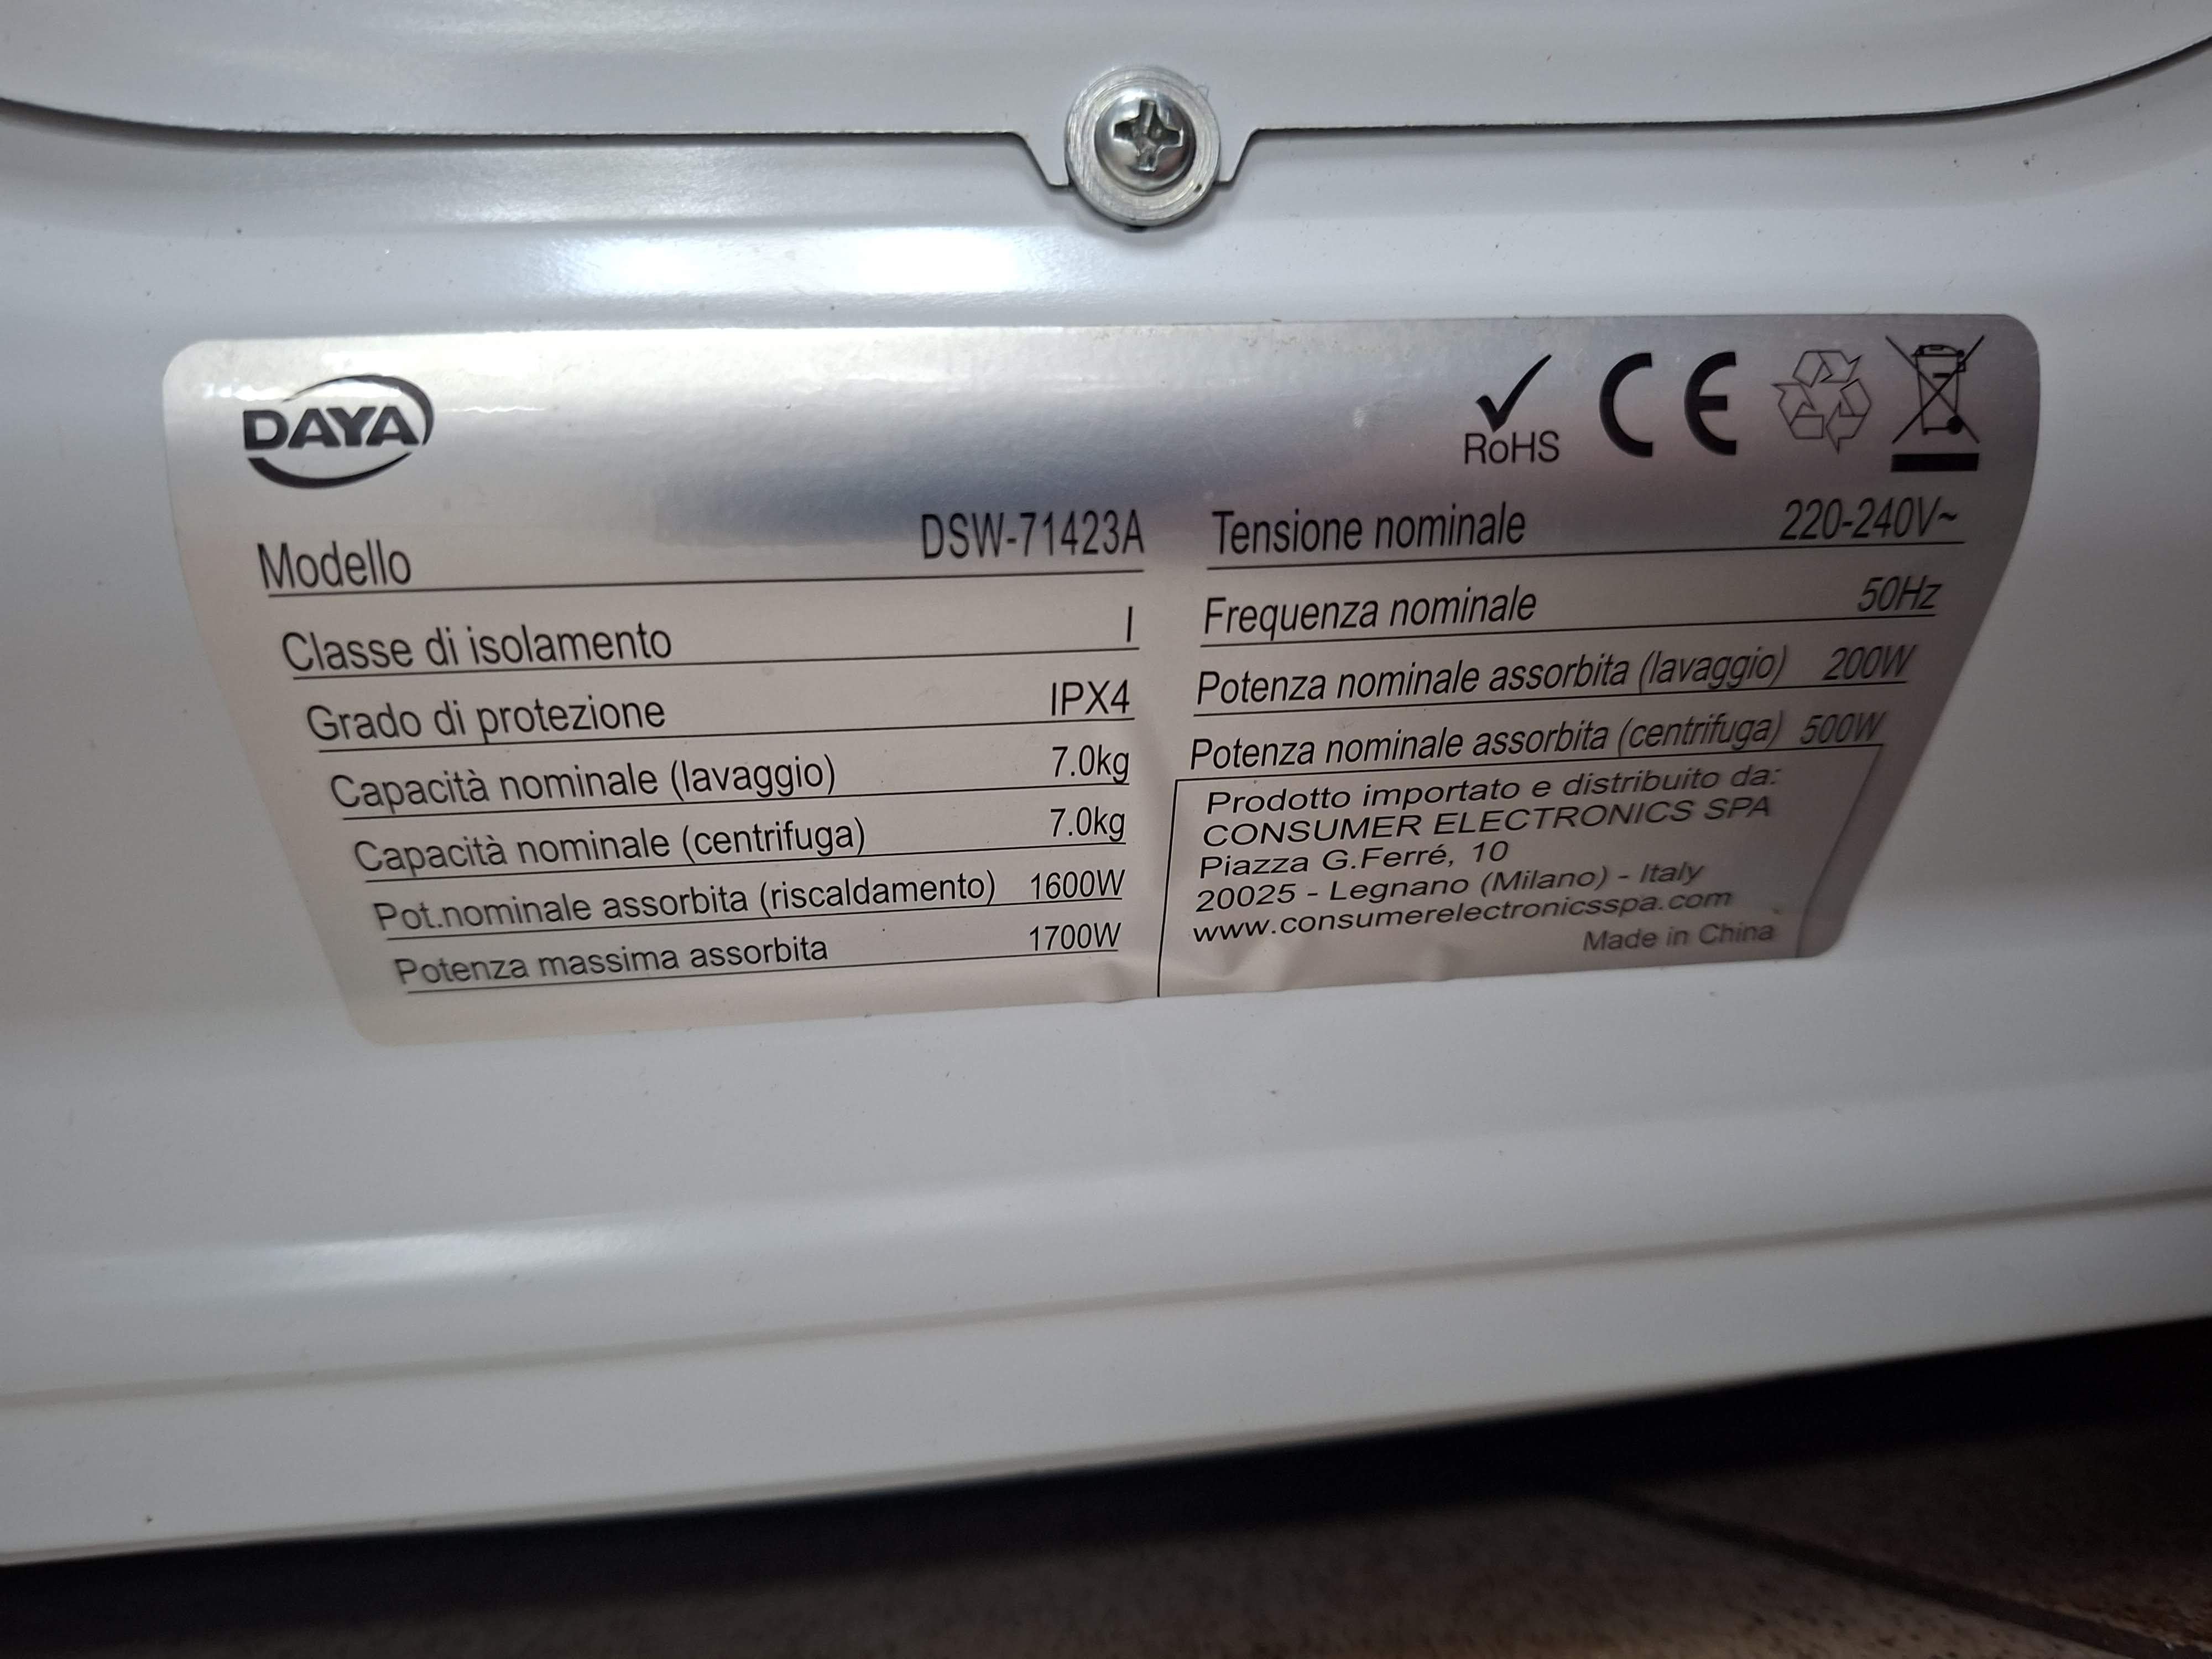 DAYA
RoHS CE
Modello DSW-71423A
Classe di isolamento I
Grado di protezione IPX4
Capacità nominale (lavaggio) 7.0kg
Capacità nominale (centrifuga) 7.0kg
Pot.nominale assorbita (riscaldamento) 1600W
Potenza massima assorbita 1700W
Tensione nominale 220-240V~
Frequenza nominale 50Hz
Potenza nominale assorbita (lavaggio) 200W
Potenza nominale assorbita (centrifuga) 500W
Prodotto importato e distribuito da:
CONSUMER ELECTRONICS SPA
Piazza G.Ferré, 10
20025 - Legnano (Milano) - Italy
www.consumerelectronicsspa.com
Made in China